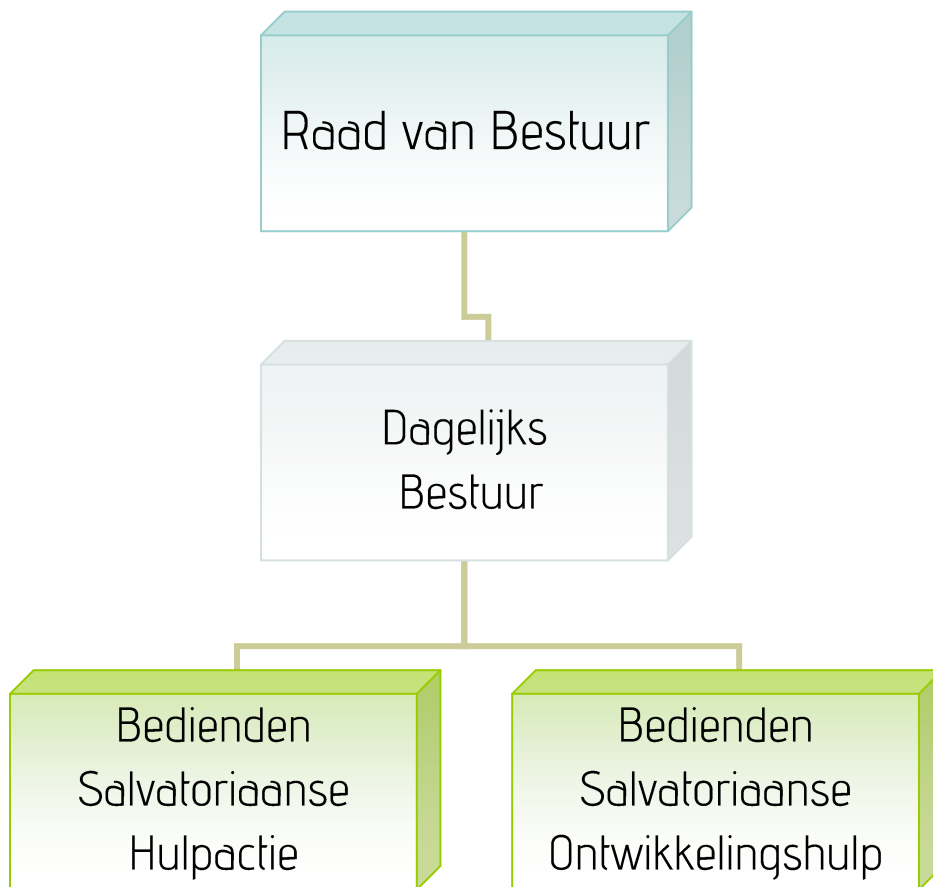 Raad van Bestuur
Dagelijks
Bestuur
Bedienden
Salvatoriaanse
Hulpactie
Bedienden
Salvatoriaanse
Ontwikkelingshulp